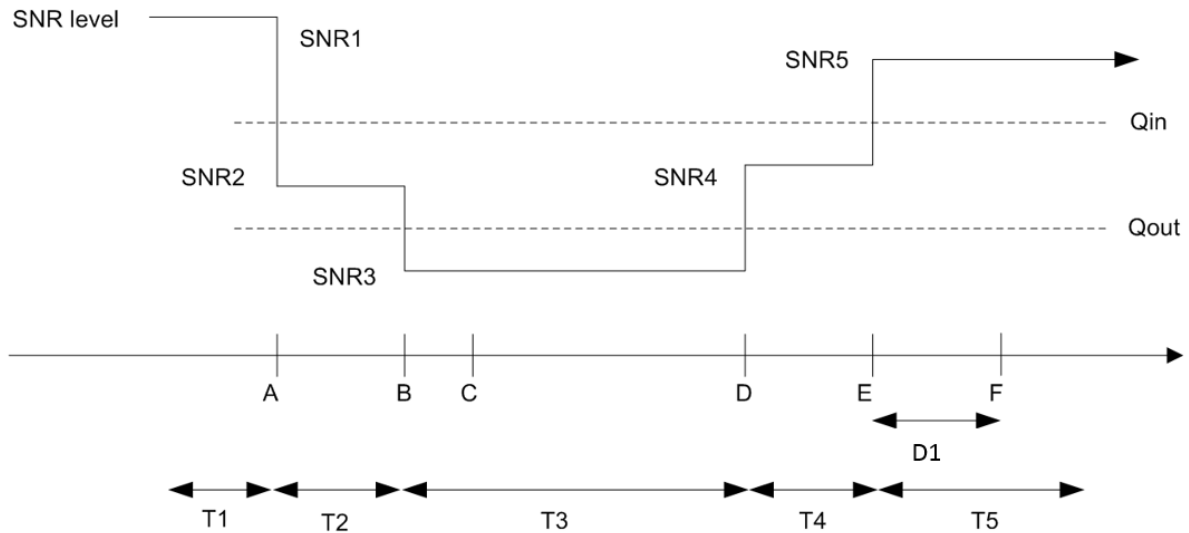 SNR level
SNR1
SNR5
Qin
SNR2
SNR4
Qout
SNR3
A B C D E F
D1
T1 T2 T3 T4 T5